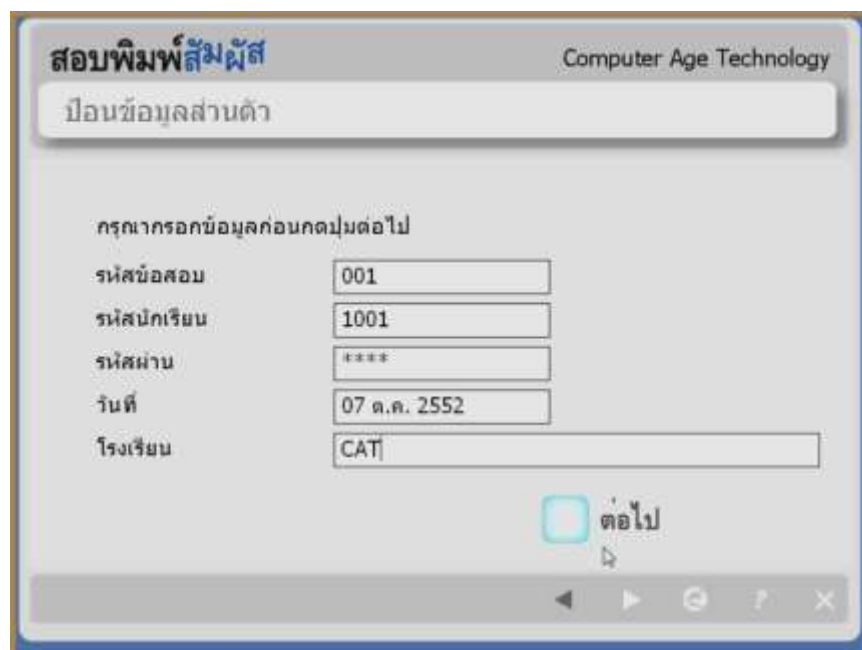 สอบพิมพ์สัมผัส Computer Age Technology
ป้อนข้อมูลส่วนตัว
กรุณากรอกข้อมูลก่อนกดปุ่มต่อไป
รหัสข้อสอบ 001
รหัสนักเรียน 1001
รหัสผ่าน ****
วันที่ 07 ต.ค. 2552
โรงเรียน CAT
ต่อไป
?